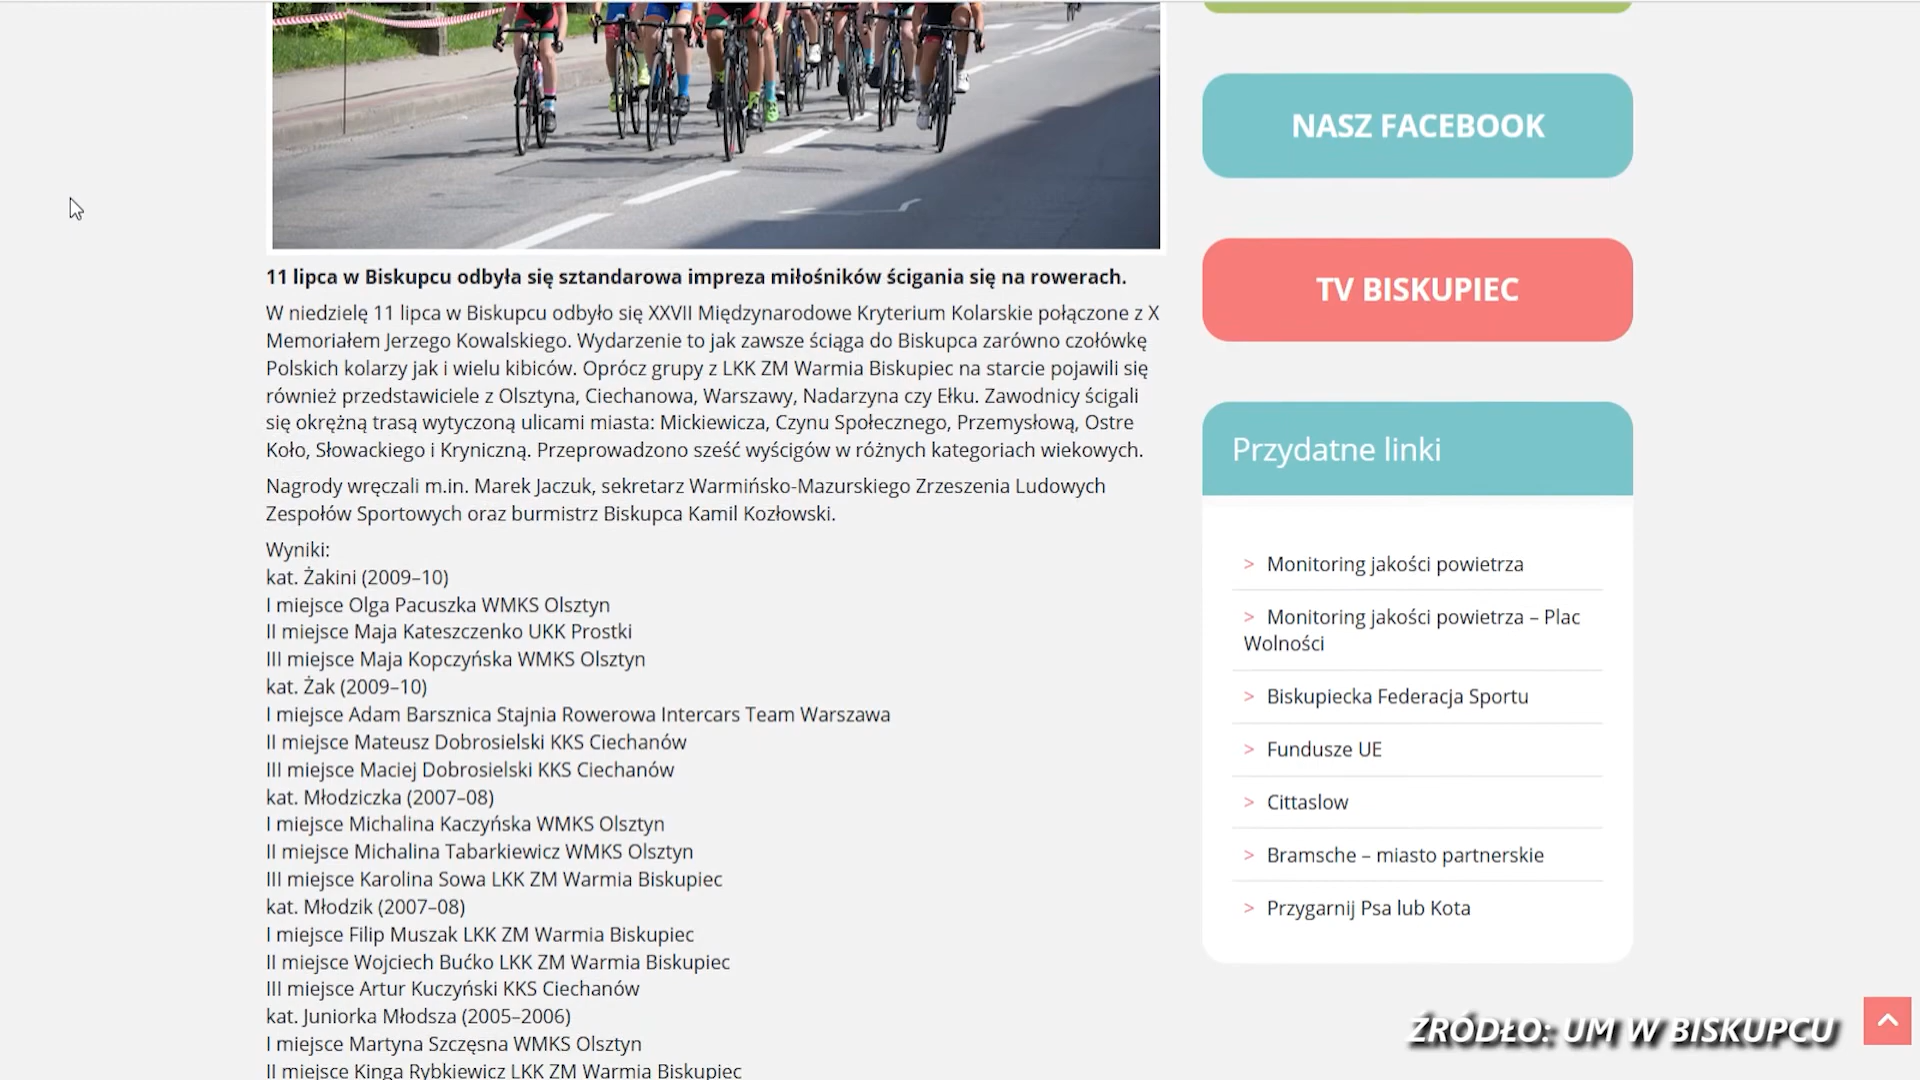 11 lipca w Biskupcu odbyła się sztandarowa impreza miłośników ścigania się na rowerach.
W niedzielę 11 lipca w Biskupcu odbyło się XXVII Międzynarodowe Kryterium Kolarskie połączone z X
Memoriałem Jerzego Kowalskiego. Wydarzenie to jak zawsze ściąga do Biskupca zarówno czołówkę
Polskich kolarzy jak i wielu kibiców. Oprócz grupy z LKK ZM Warmia Biskupiec na starcie pojawili się
również przedstawiciele z Olsztyna, Ciechanowa, Warszawy, Nadarzyna czy Ełku. Zawodnicy ścigali
się okrężną trasą wytyczoną ulicami miasta: Mickiewicza, Czynu Społecznego, Przemysłową, Ostre
Koło, Słowackiego i Kryniczną. Przeprowadzono sześć wyścigów w różnych kategoriach wiekowych.
Nagrody wręczali m.in. Marek Jaczuk, sekretarz Warmińsko-Mazurskiego Zrzeszenia Ludowych
Zespołów Sportowych oraz burmistrz Biskupca Kamil Kozłowski.
Wyniki:
kat. Żakini (2009–10)
I miejsce Olga Pacuszka WMKS Olsztyn
II miejsce Maja Kateszczenko UKK Prostki
III miejsce Maja Kopczyńska WMKS Olsztyn
kat. Żak (2009–10)
I miejsce Adam Barsznica Stajnia Rowerowa Intercars Team Warszawa
II miejsce Mateusz Dobrosielski KKS Ciechanów
III miejsce Maciej Dobrosielski KKS Ciechanów
kat. Młodziczka (2007–08)
I miejsce Michalina Kaczyńska WMKS Olsztyn
II miejsce Michalina Tabarkiewicz WMKS Olsztyn
III miejsce Karolina Sowa LKK ZM Warmia Biskupiec
kat. Młodzik (2007–08)
I miejsce Filip Muszak LKK ZM Warmia Biskupiec
II miejsce Wojciech Bućko LKK ZM Warmia Biskupiec
III miejsce Artur Kuczyński KKS Ciechanów
kat. Juniorka Młodsza (2005–2006)
I miejsce Martyna Szczęsna WMKS Olsztyn
II miejsce Kinga Rybkiewicz LKK ZM Warmia Biskupiec
NASZ FACEBOOK
TV BISKUPIEC
Przydatne linki
> Monitoring jakości powietrza
> Monitoring jakości powietrza – Plac
Wolności
> Biskupiecka Federacja Sportu
> Fundusze UE
> Cittaslow
> Bramsche – miasto partnerskie
> Przygarnij Psa lub Kota
ŹRÓDŁO: UM W BISKUPCU